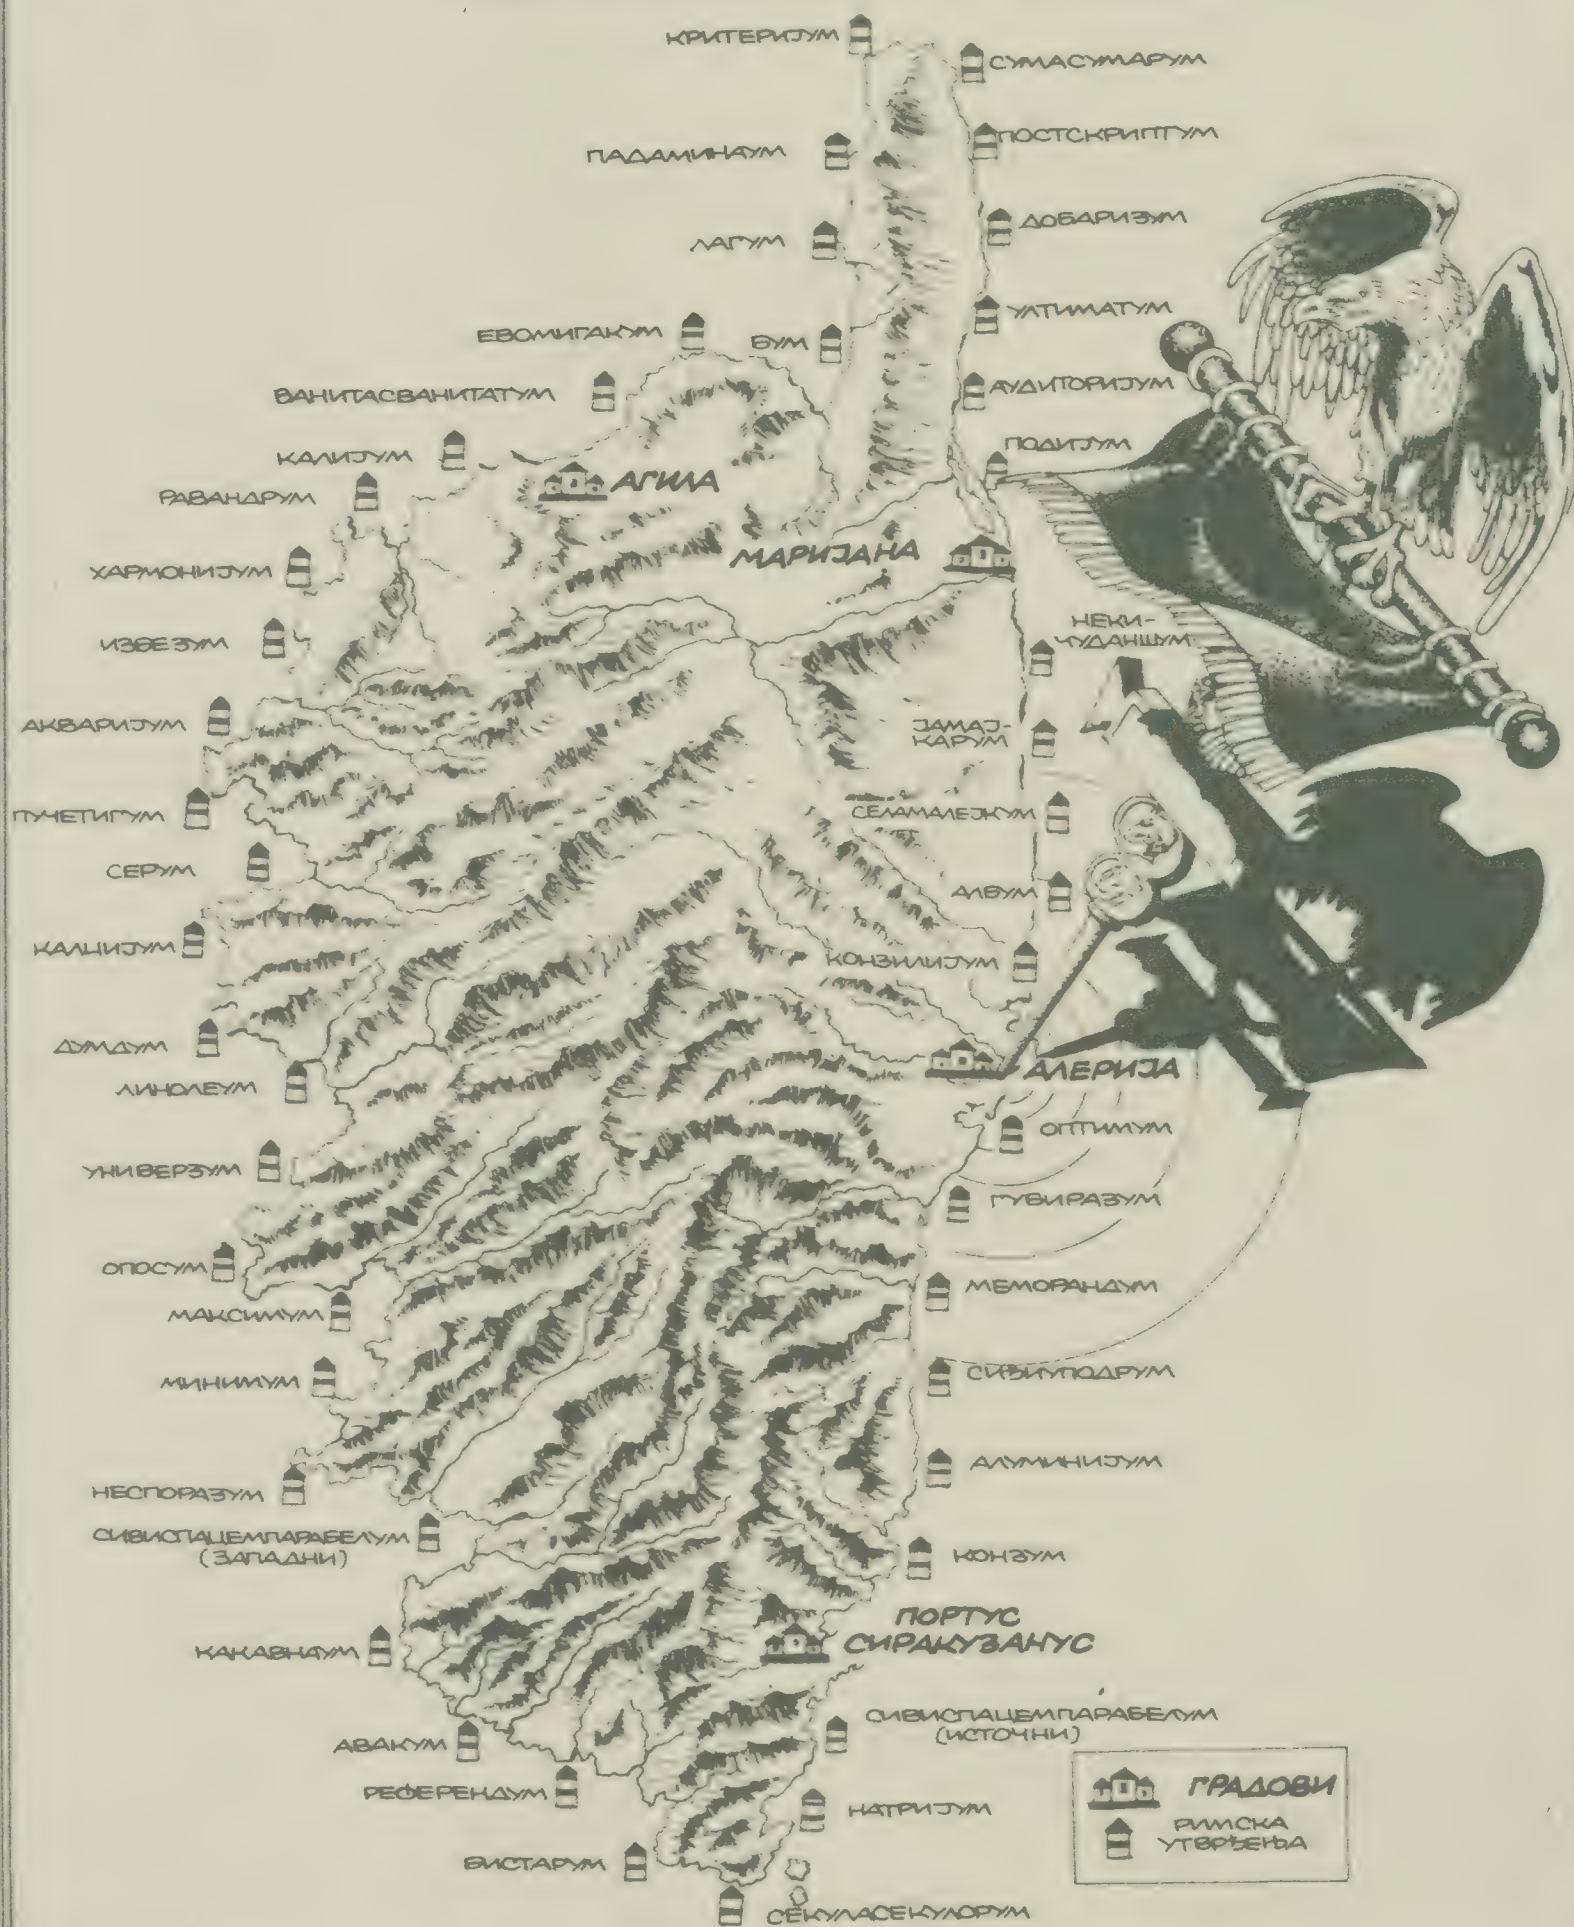 КРИТЕРИЈУМ
СУМАСУМАРУМ
ПАДАМИНАУМ
ПОСТСКРИПТУМ
ЛАГУМ
ДОБАРИЗУМ
ЕВОМИГАКУМ
БУМ
УЛТИМАТУМ
ВАНИТАСВАНИТАТУМ
АУДИТОРИЈУМ
КАЛИЈУМ
АГИЛА
ПОДИЈУМ
РАВАНДРУМ
МАРИЈАНА
ХАРМОНИЈУМ
НЕКИ-
ЧУДАНШУМ
ИЗБЕЗУМ
АКВАРИЈУМ
ЈАМАЈ-
КАРУМ
ПУЧЕТИГУМ
СЕЛАМАЛЕЈКУМ
СЕРУМ
АЛБУМ
КАЛЦИЈУМ
КОНЗИЛИЈУМ
ДУМДУМ
ЛИНОЛЕУМ
АЛЕРИЈА
ОПТИМУМ
УНИВЕРЗУМ
ГУБИРАЗУМ
ОПОСУМ
МЕМОРАНДУМ
МАКСИМУМ
МИНИМУМ
СИВИУПОДРУМ
НЕСПОРАЗУМ
АЛУМИНИЈУМ
СИВИСПАЦЕМПАРАБЕЛУМ
(ЗАПАДНИ)
КОНЗУМ
КАКАВНАУМ
ПОРТУС
СИРАКУЗАНУС
АВАКУМ
СИВИСПАЦЕМПАРАБЕЛУМ
(ИСТОЧНИ)
РЕФЕРЕНДУМ
НАТРИЈУМ
БИСТАРУМ
СЕКУЛАСЕКУЛОРУМ
ГРАДОВИ
РИМСКА
УТВРЂЕЊА